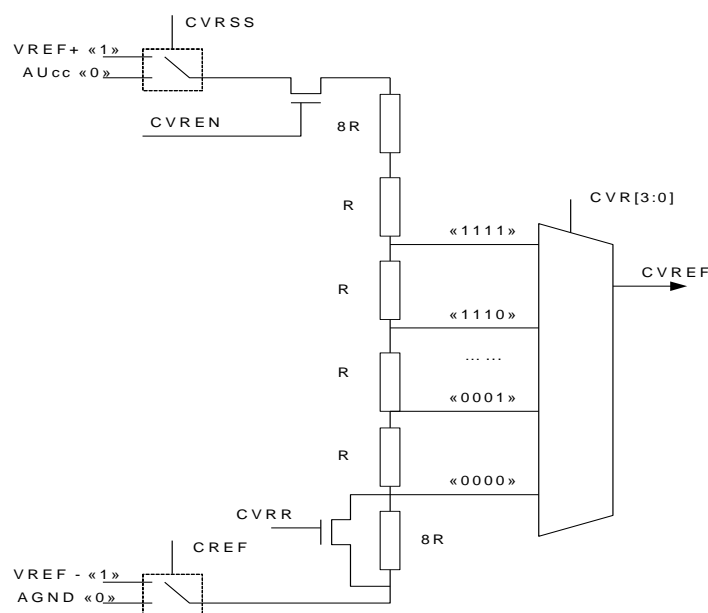 CVRSS
VREF+ «1»
AUcc «0»
CVREN
8R
R
CVR[3:0]
«1111»
CVREF
R
«1110»
... ...
R
«0001»
R
«0000»
CVRR
8R
CREF
VREF - «1»
AGND «0»